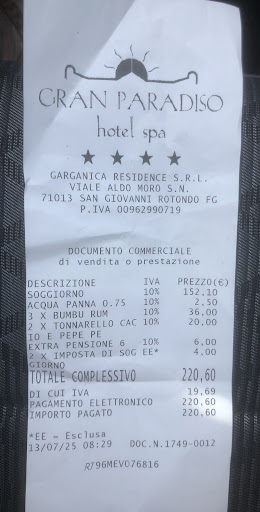 GRAN PARADISO
hotel spa
GARGANICA RESIDENCE S.R.L.
VIALE ALDO MORO S.N.
71013 SAN GIOVANNI ROTONDO FG
P.IVA 00962990719
DOCUMENTO COMMERCIALE
di vendita o prestazione
DESCRIZIONE IVA PREZZO(€)
SOGGIORNO 10% 152,10
ACQUA PANNA 0.75 10% 2,50
3 X BUMBU RUM 10% 36,00
2 X TONNARELLO CAC 10% 20,00
IO E PEPE PE
EXTRA PENSIONE 6 10% 6,00
2 X IMPOSTA DI SOG EE* 4,00
GIORNO
TOTALE COMPLESSIVO 220,60
DI CUI IVA 19,69
PAGAMENTO ELETTRONICO 220,60
IMPORTO PAGATO 220,60
*EE = Esclusa
13/07/25 08:29 DOC.N.1749-0012
RT96MEV076816